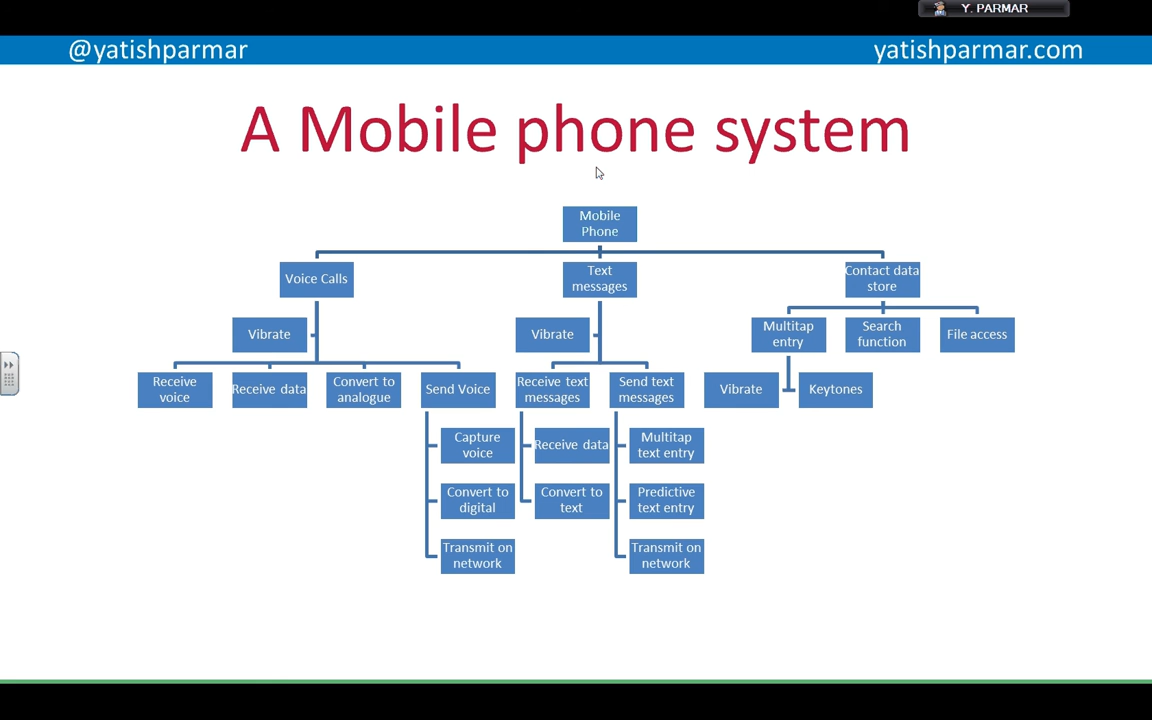 Y. PARMAR
@yatishparmar
yatishparmar.com
A Mobile phone system
Mobile
Phone
Voice Calls
Text
messages
Contact data
store
Vibrate
Vibrate
Multitap
entry
Search
function
File access
Receive
voice
Receive data
Convert to
analogue
Send Voice
Receive text
messages
Send text
messages
Vibrate
Keytones
Capture
voice
Receive data
Multitap
text entry
Convert to
digital
Convert to
text
Predictive
text entry
Transmit on
network
Transmit on
network